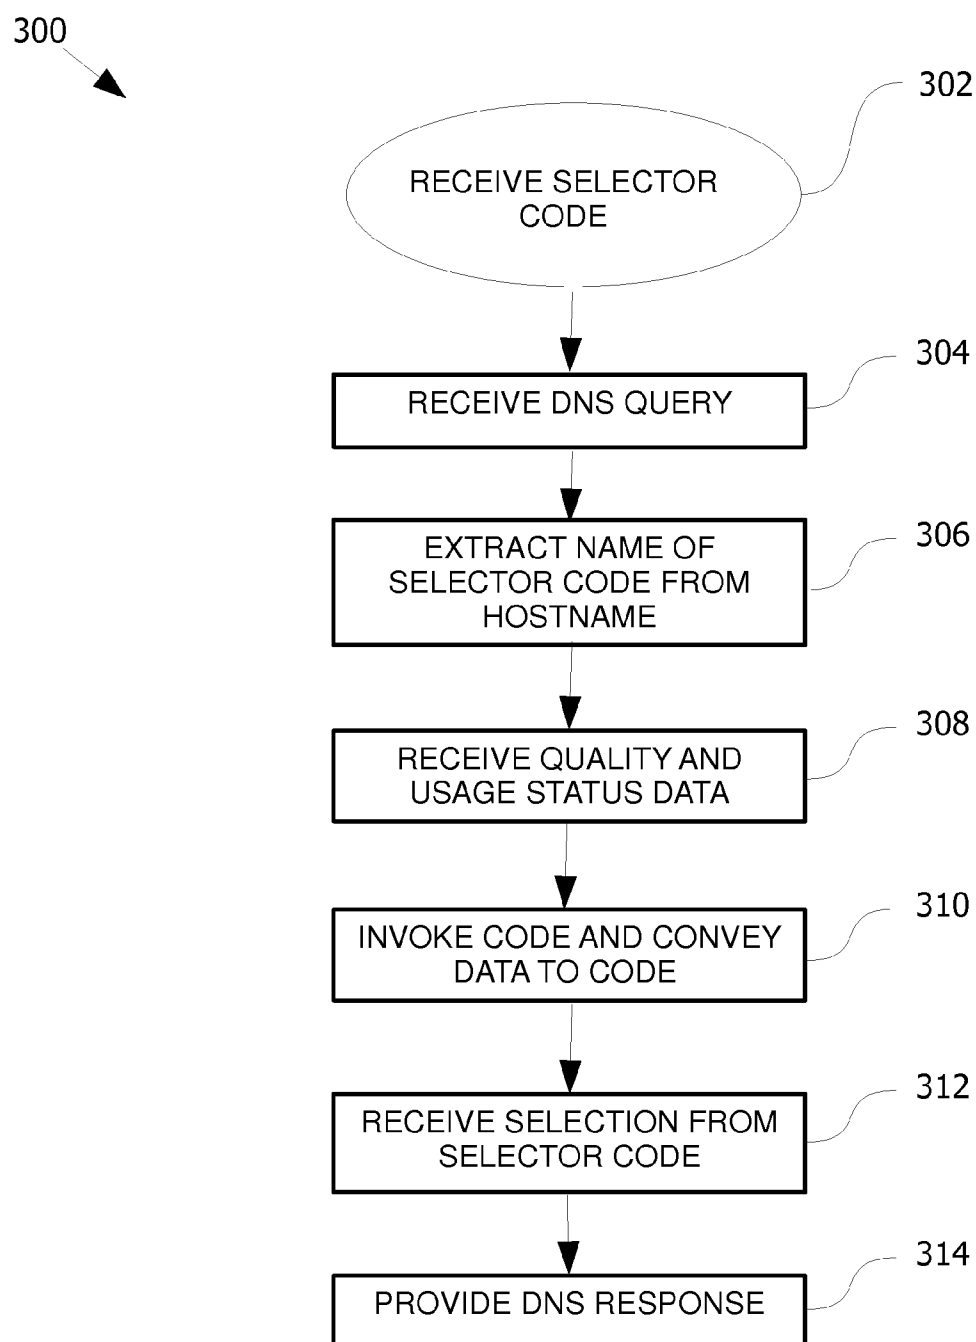 300
302
RECEIVE SELECTOR
CODE
304
RECEIVE DNS QUERY
306
EXTRACT NAME OF
SELECTOR CODE FROM
HOSTNAME
308
RECEIVE QUALITY AND
USAGE STATUS DATA
310
INVOKE CODE AND CONVEY
DATA TO CODE
312
RECEIVE SELECTION FROM
SELECTOR CODE
314
PROVIDE DNS RESPONSE